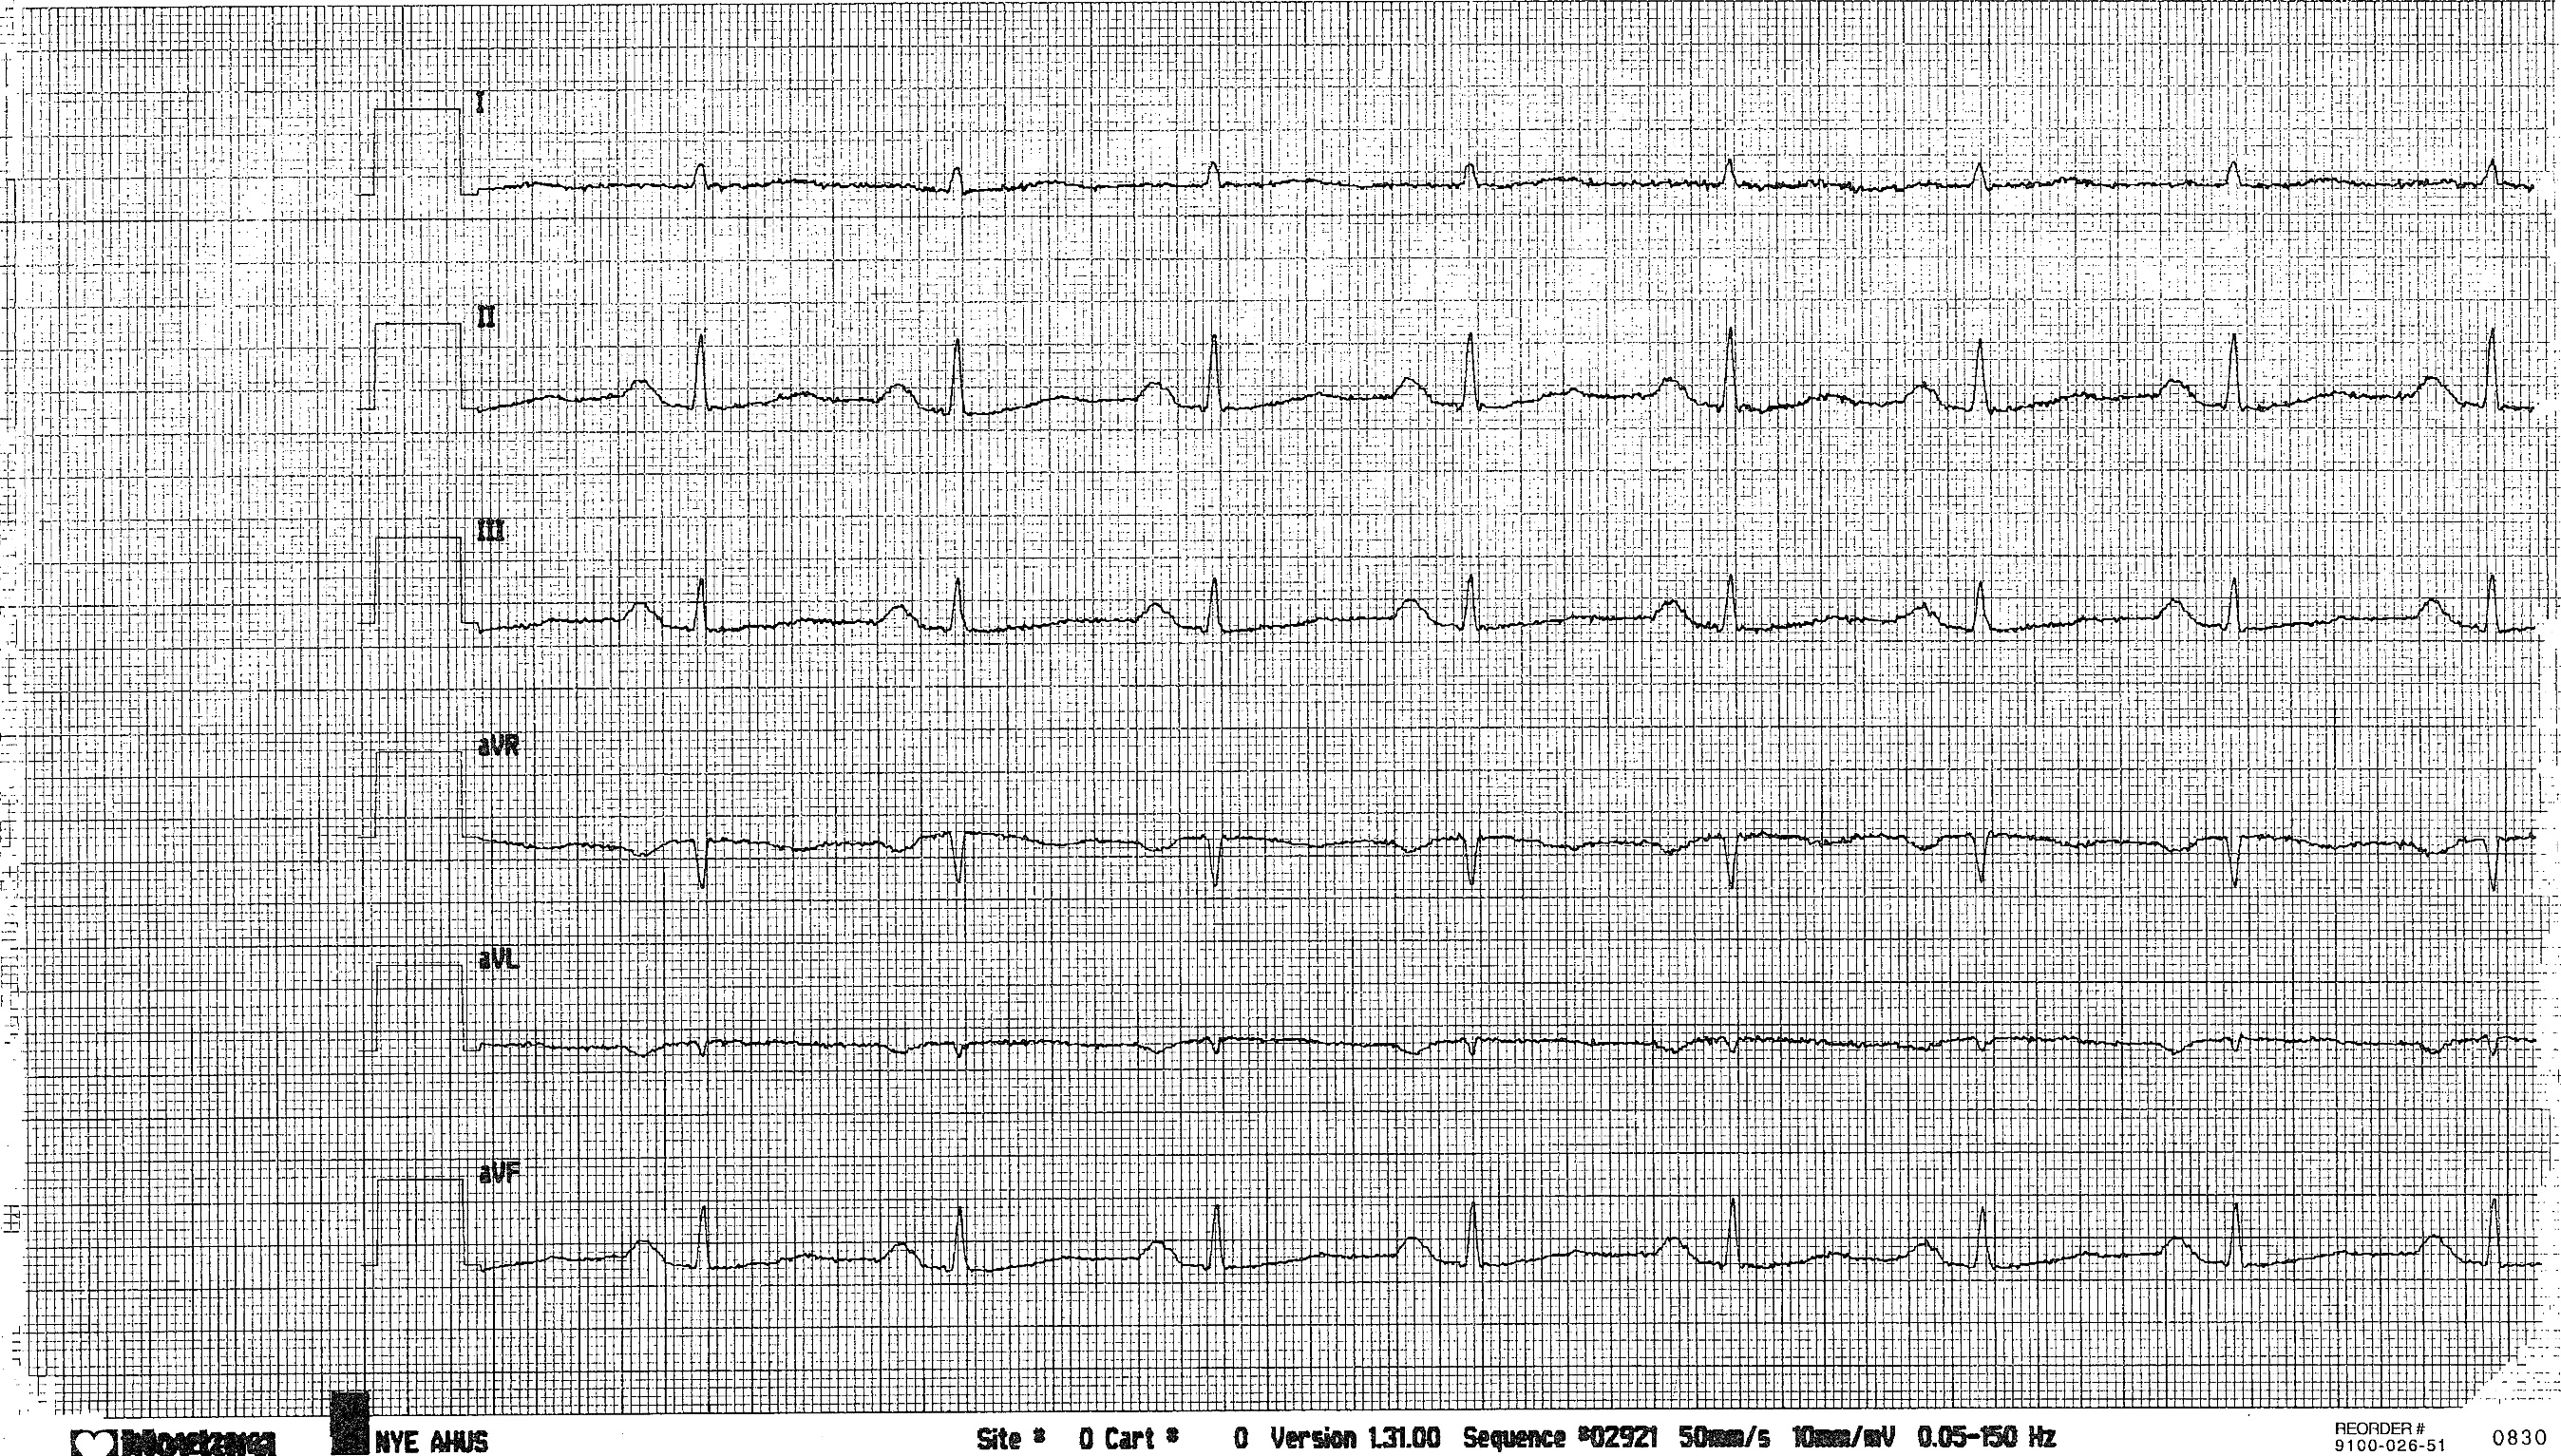 I
II
III
aVR
aVL
aVF
NYE AHUS
Site # 0 Cart # 0 Version 1.31.00 Sequence #02921 50mm/s 10mm/mV 0.05-150 Hz
REORDER #
9100-026-51
0830